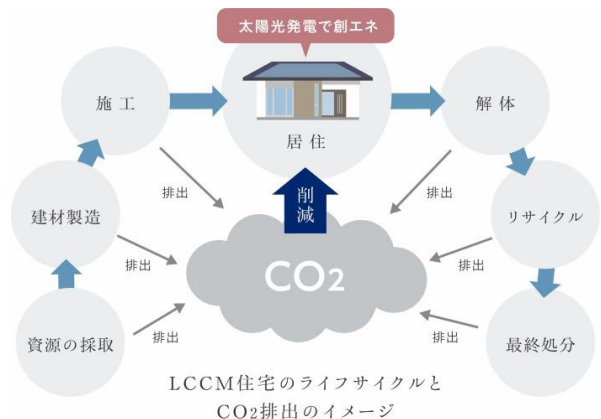 太陽光発電で創エネ
施工
居住
解体
排出
削減
排出
建材製造
リサイクル
排出
CO2
排出
資源の採取
排出
排出
最終処分
LCCM住宅のライフサイクルと
CO2排出のイメージ